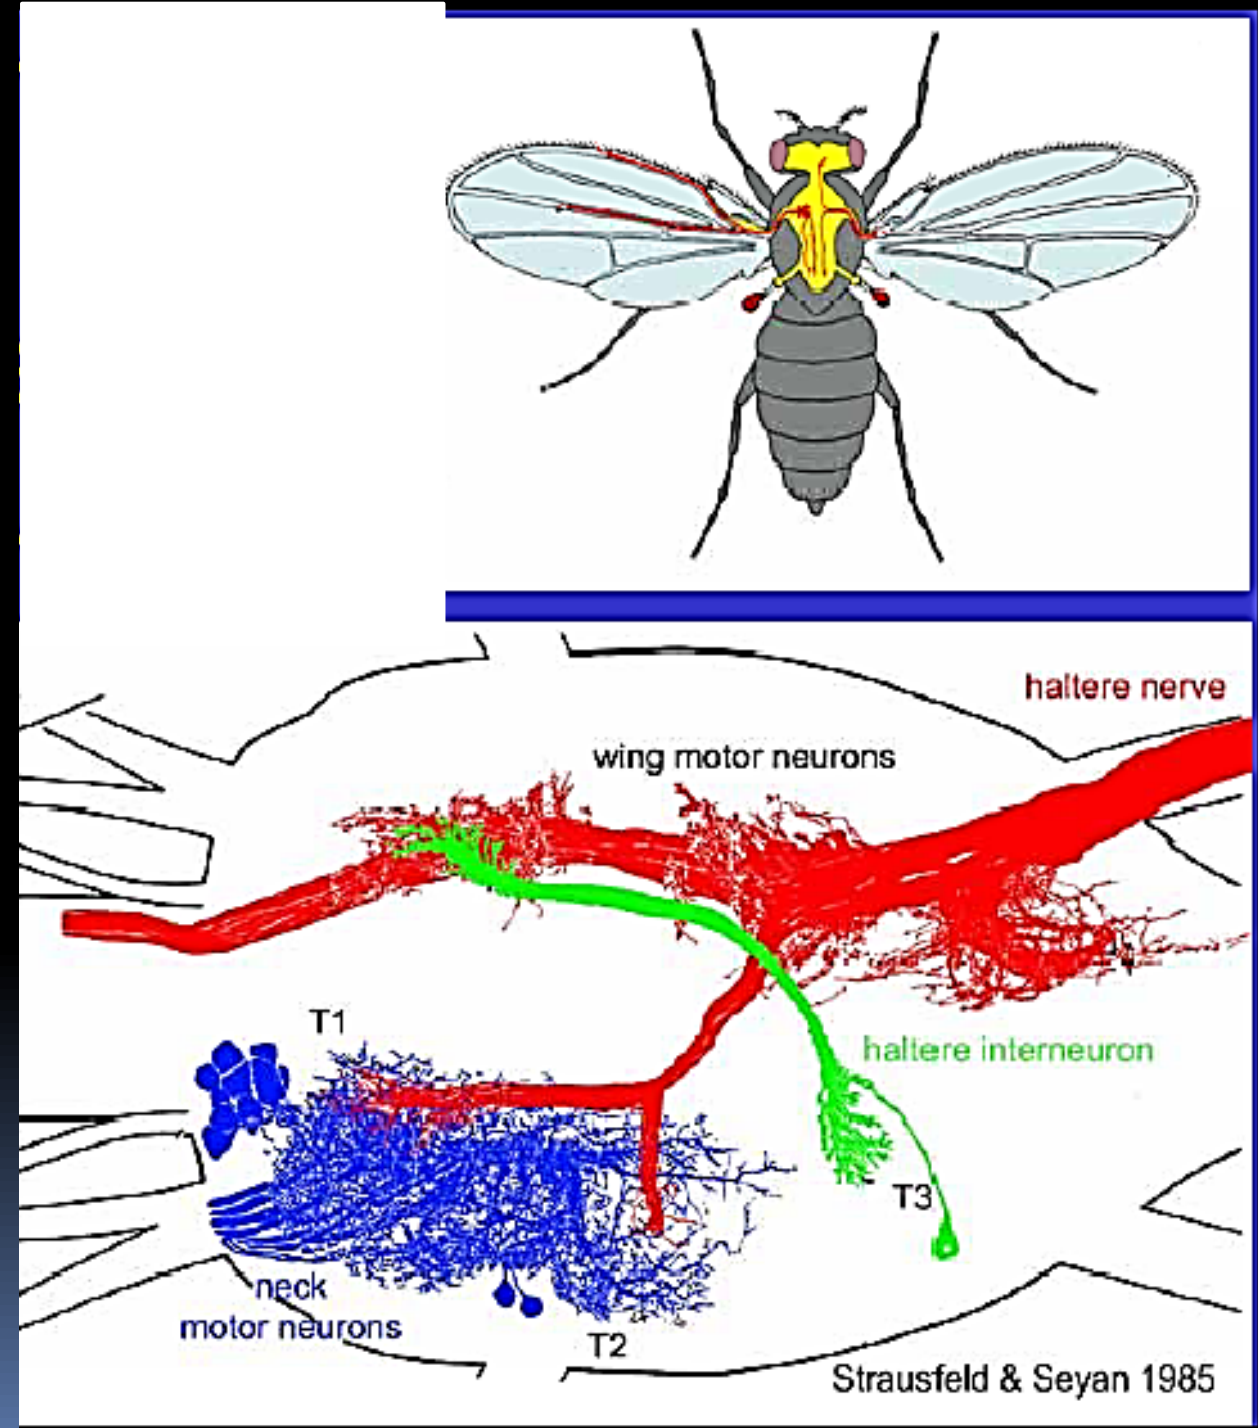 haltere nerve
wing motor neurons
T1
haltere interneuron
T3
neck
motor neurons
T2
Strausfeld & Seyan 1985